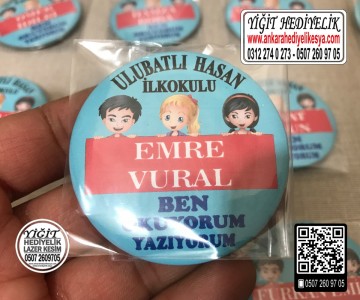 YİĞİT HEDİYELİK
www.ankarahediyelikesya.com
0312 274 0 273 - 0507 260 97 05
ULUBATLI HASAN
İLKOKULU
EMRE
VURAL
BEN
OKUYORUM
YAZIYORUM
YİĞİT
HEDİYELİK
LAZER KESİM
0507 2609705
0507 260 97 05